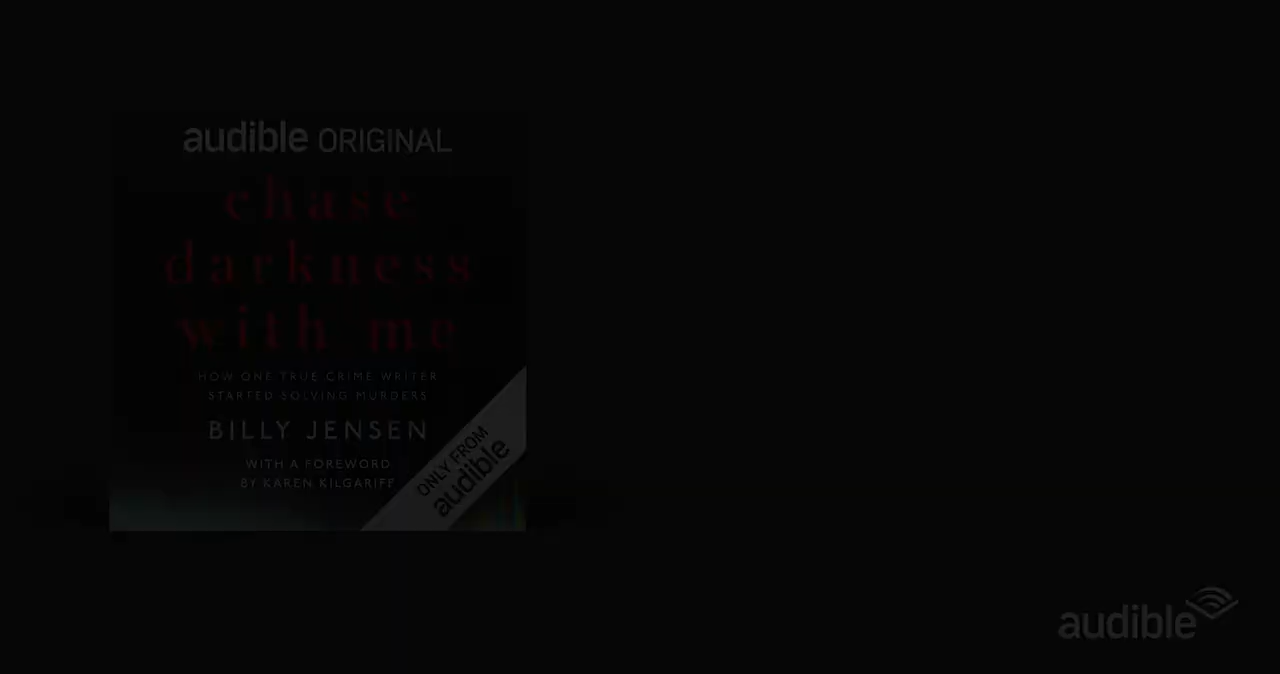 audible ORIGINAL
chase
darkness
with me
HOW ONE TRUE CRIME WRITER
STARTED SOLVING MURDERS
BILLY JENSEN
WITH A FOREWORD
BY KAREN KILGARIFF
ONLY FROM
audible
audible